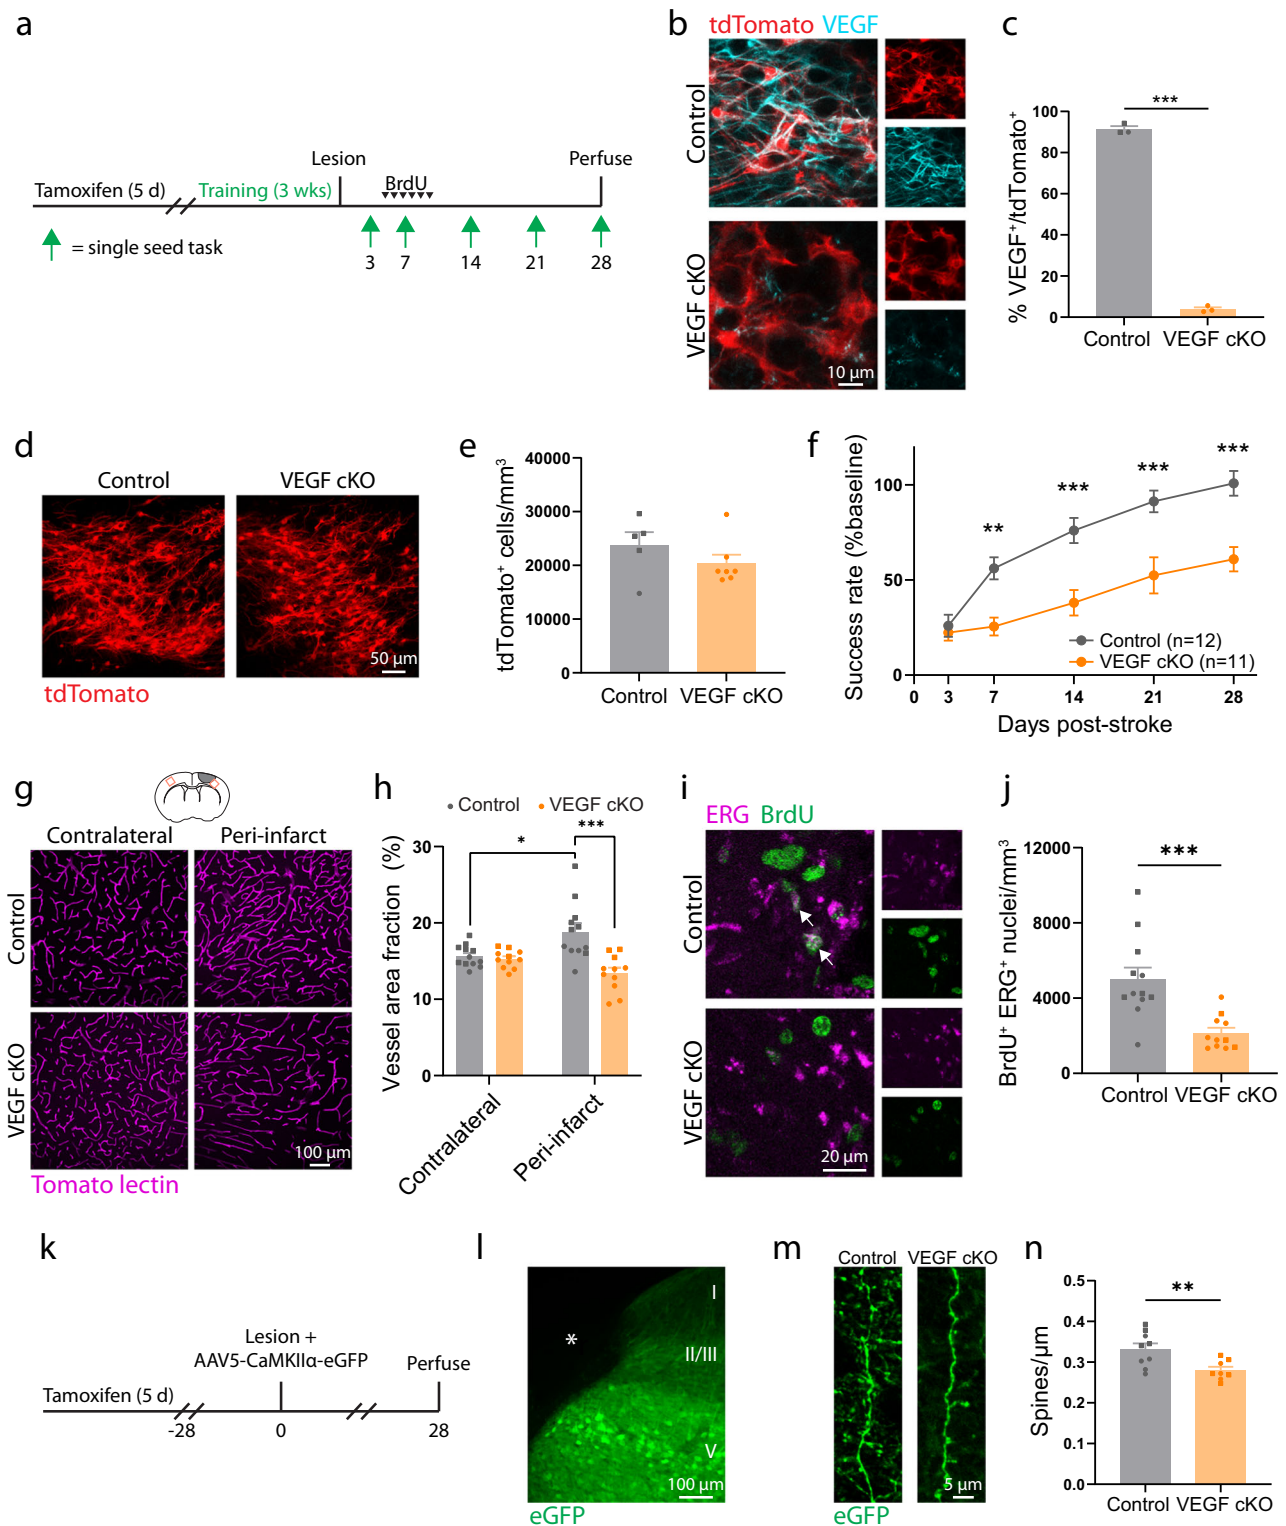 a
Lesion
Perfuse
Tamoxifen (5 d)
Training (3 wks)
BrdU
= single seed task
3 7 14 21 28
b
tdTomato VEGF
Control
VEGF cKO
10 µm
c
% VEGF⁺/tdTomato⁺
***
100
80
60
40
20
0
Control VEGF cKO
d
Control VEGF cKO
50 µm
tdTomato
e
tdTomato⁺ cells/mm³
40000
30000
20000
10000
0
Control VEGF cKO
f
Success rate (%baseline)
100
50
0
** *** *** ***
Control (n=12)
VEGF cKO (n=11)
0 3 7 14 21 28
Days post-stroke
g
Contralateral Peri-infarct
Control
VEGF cKO
100 µm
Tomato lectin
h
Control VEGF cKO
Vessel area fraction (%)
* ***
30
20
10
0
Contralateral
Peri-infarct
i
ERG BrdU
Control
VEGF cKO
20 µm
j
BrdU⁺ ERG⁺ nuclei/mm³
***
12000
8000
4000
0
Control VEGF cKO
k
Lesion +
AAV5-CaMKIIα-eGFP
Perfuse
Tamoxifen (5 d)
-28 0 28
l
I
*
II/III
V
100 µm
eGFP
m
Control VEGF cKO
5 µm
eGFP
n
Spines/µm
**
0.5
0.4
0.3
0.2
0.1
0.0
Control VEGF cKO